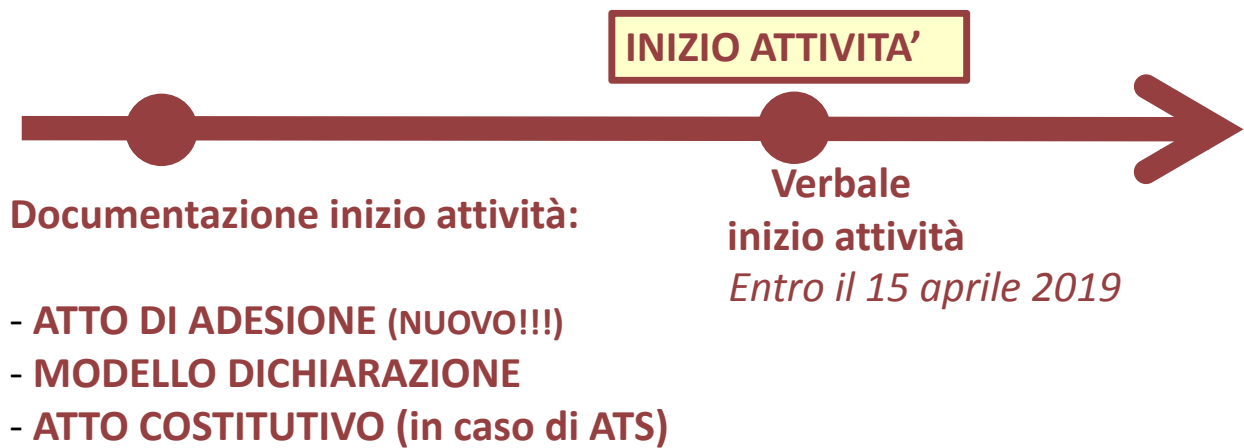 INIZIO ATTIVITA’
Documentazione inizio attività:
- ATTO DI ADESIONE (NUOVO!!!)
- MODELLO DICHIARAZIONE
- ATTO COSTITUTIVO (in caso di ATS)
Verbale
inizio attività
Entro il 15 aprile 2019